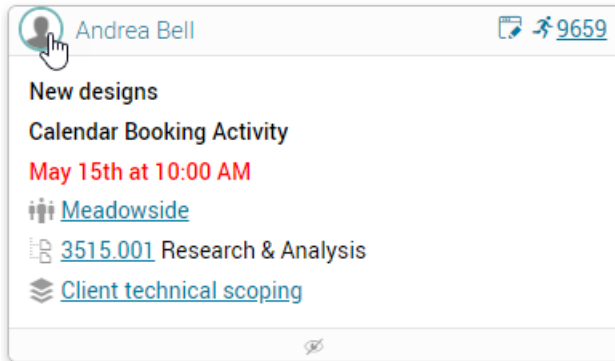 Andrea Bell 9659
New designs
Calendar Booking Activity
May 15th at 10:00 AM
Meadowside
3515.001 Research & Analysis
Client technical scoping